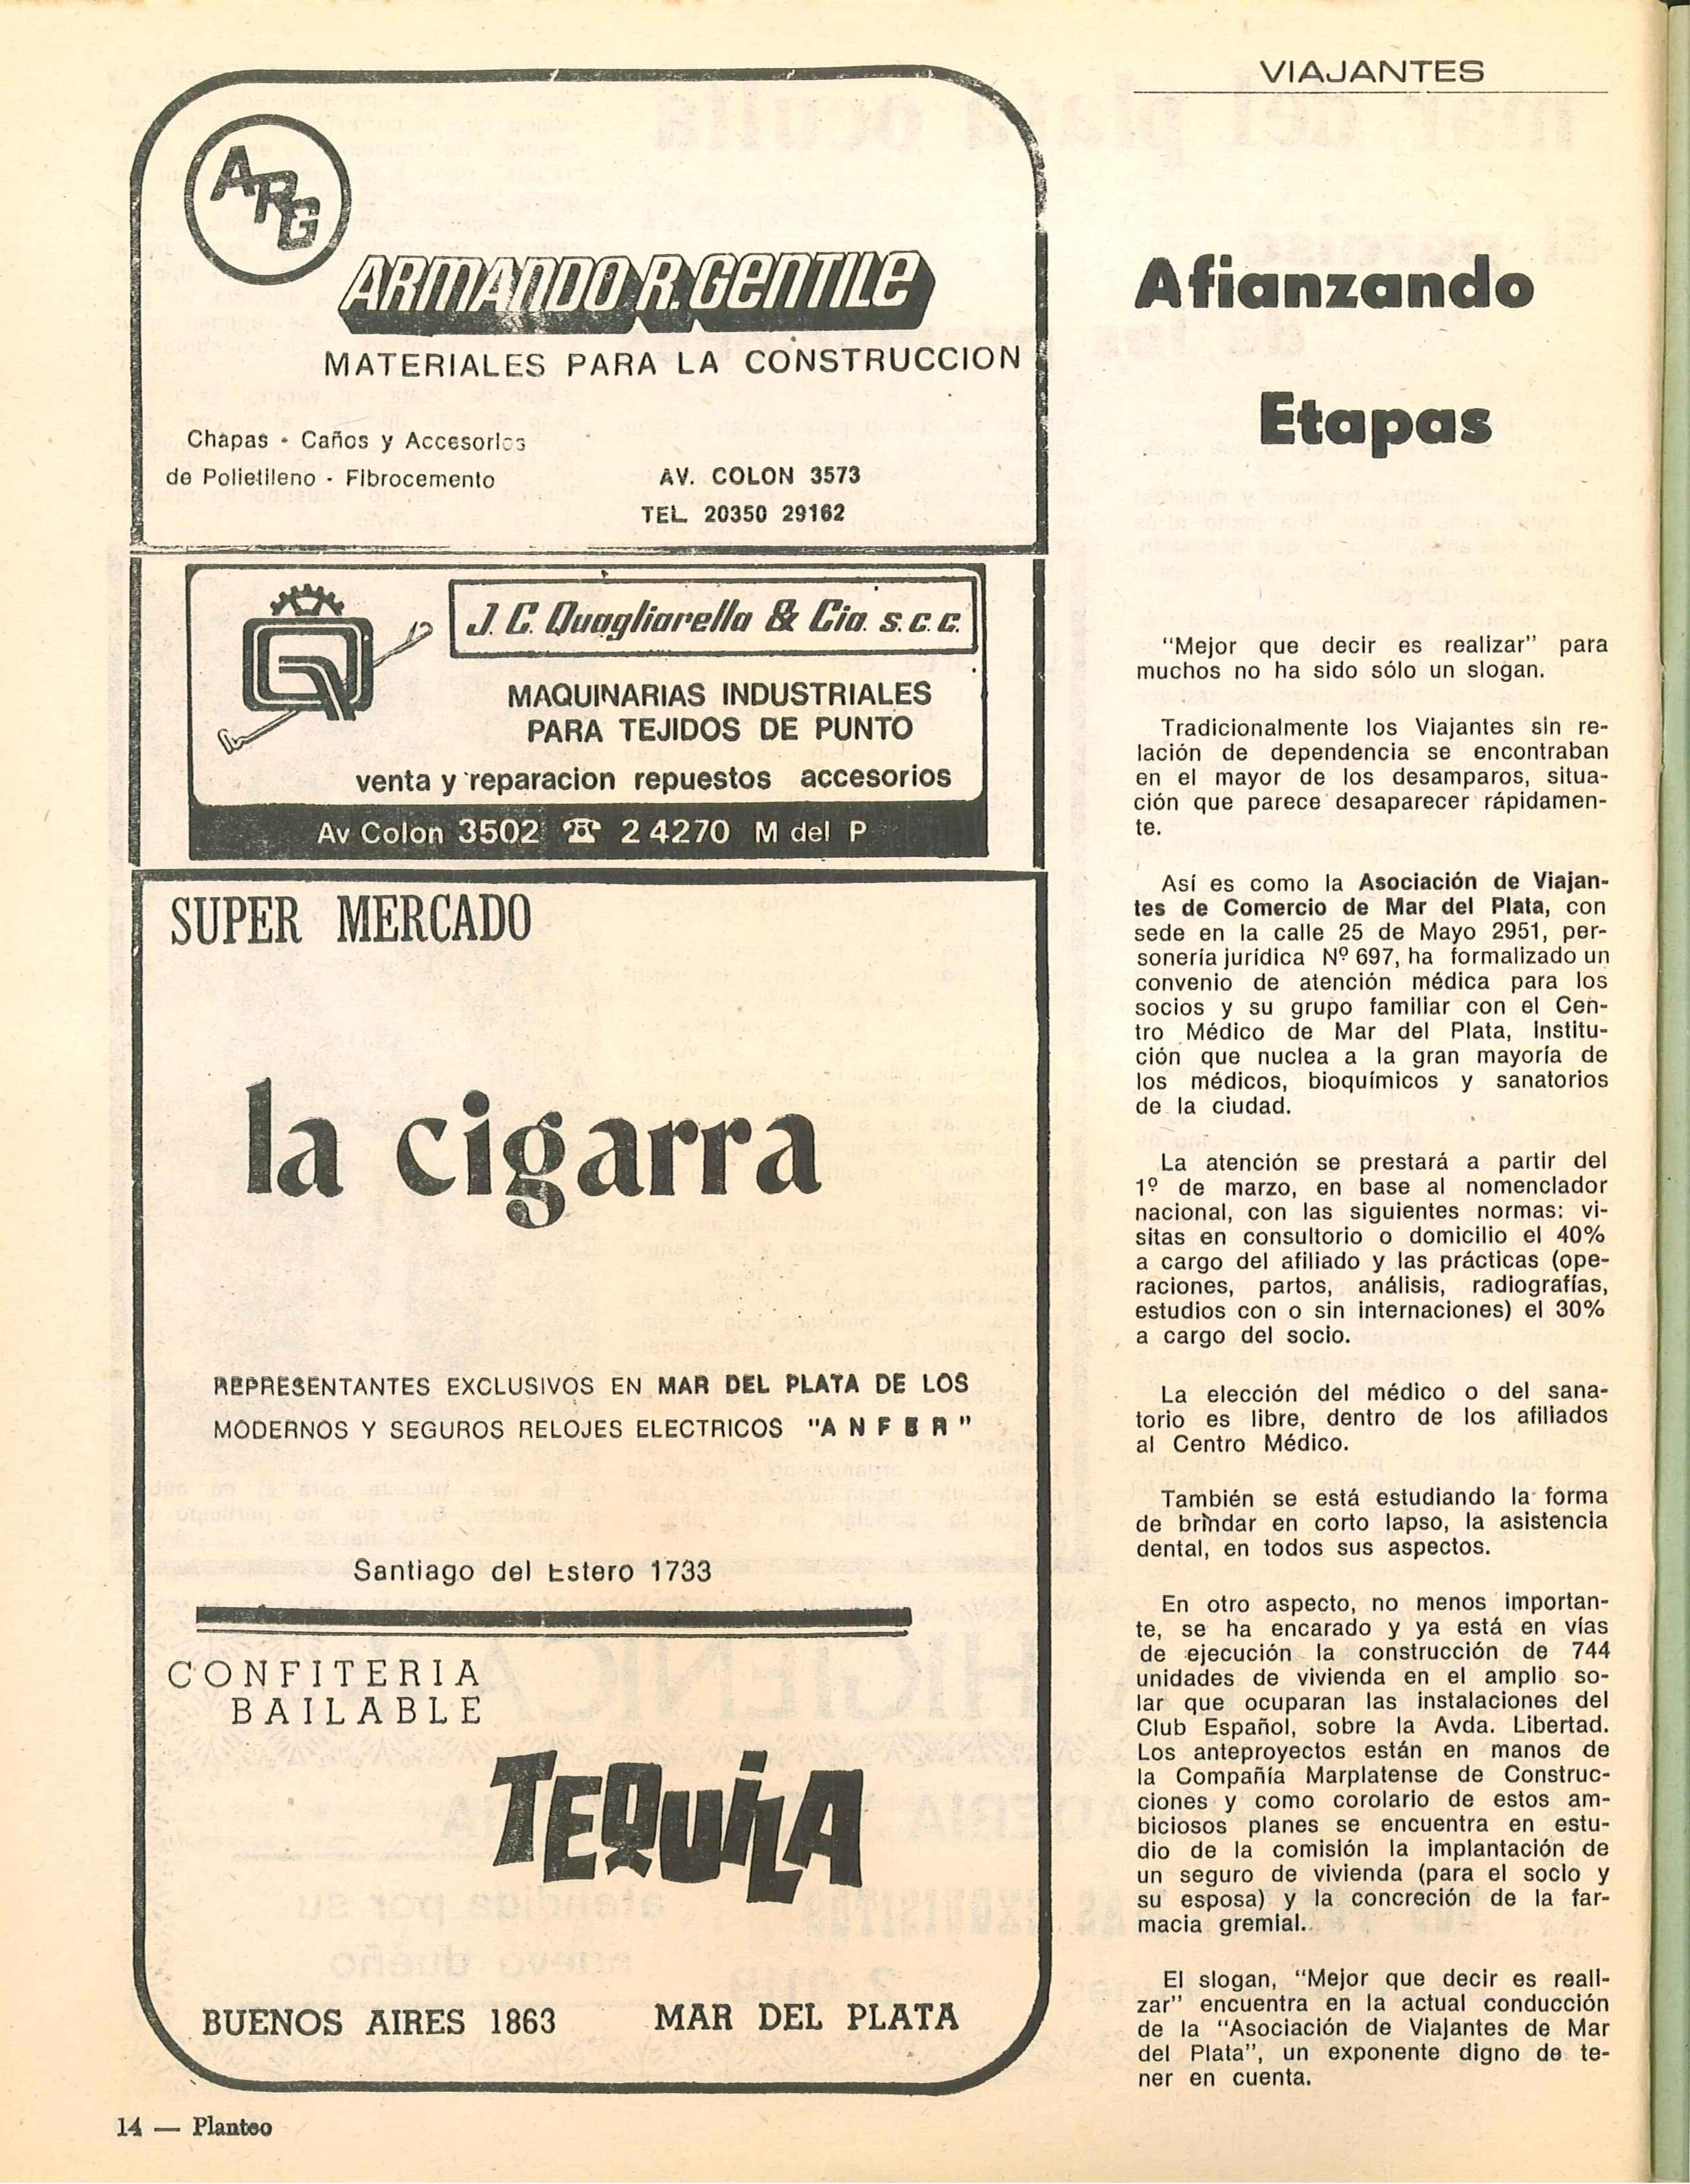 ARG
ARMANDO R. GENTILE
MATERIALES PARA LA CONSTRUCCION
Chapas - Caños y Accesorios
de Polietileno - Fibrocemento
AV. COLON 3573
TEL 20350 29162
J. C. Quagliarella & Cia. s.c.c.
MAQUINARIAS INDUSTRIALES
PARA TEJIDOS DE PUNTO
venta y reparacion repuestos accesorios
Av Colon 3502 ☎ 2 4270 M del P
SUPER MERCADO
la cigarra
REPRESENTANTES EXCLUSIVOS EN MAR DEL PLATA DE LOS
MODERNOS Y SEGUROS RELOJES ELECTRICOS "ANFER"
Santiago del Estero 1733
CONFITERIA
BAILABLE
TEQUILA
BUENOS AIRES 1863 MAR DEL PLATA
VIAJANTES
Afianzando
Etapas
"Mejor que decir es realizar" para
muchos no ha sido sólo un slogan.
Tradicionalmente los Viajantes sin re-
lación de dependencia se encontraban
en el mayor de los desamparos, situa-
ción que parece desaparecer rápidamen-
te.
Así es como la Asociación de Viajan-
tes de Comercio de Mar del Plata, con
sede en la calle 25 de Mayo 2951, per-
sonería jurídica Nº 697, ha formalizado un
convenio de atención médica para los
socios y su grupo familiar con el Cen-
tro Médico de Mar del Plata, Institu-
ción que nuclea a la gran mayoría de
los médicos, bioquímicos y sanatorios
de la ciudad.
La atención se prestará a partir del
1º de marzo, en base al nomenclador
nacional, con las siguientes normas: vi-
sitas en consultorio o domicilio el 40%
a cargo del afiliado y las prácticas (ope-
raciones, partos, análisis, radiografías,
estudios con o sin internaciones) el 30%
a cargo del socio.
La elección del médico o del sana-
torio es libre, dentro de los afiliados
al Centro Médico.
También se está estudiando la forma
de brindar en corto lapso, la asistencia
dental, en todos sus aspectos.
En otro aspecto, no menos importan-
te, se ha encarado y ya está en vías
de ejecución la construcción de 744
unidades de vivienda en el amplio so-
lar que ocuparan las instalaciones del
Club Español, sobre la Avda. Libertad.
Los anteproyectos están en manos de
la Compañía Marplatense de Construc-
ciones y como corolario de estos am-
biciosos planes se encuentra en estu-
dio de la comisión la implantación de
un seguro de vivienda (para el socio y
su esposa) y la concreción de la far-
macia gremial.
El slogan, "Mejor que decir es reali-
zar" encuentra en la actual conducción
de la "Asociación de Viajantes de Mar
del Plata", un exponente digno de te-
ner en cuenta.
14 — Planteo